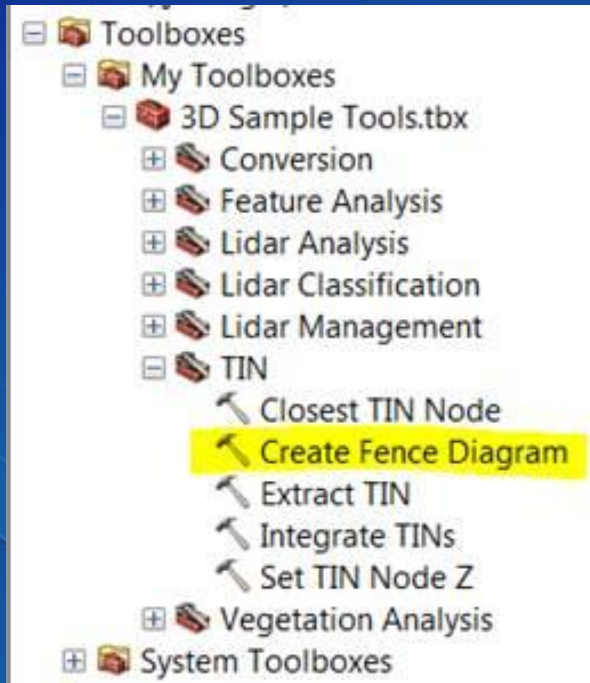 Toolboxes
My Toolboxes
3D Sample Tools.tbx
Conversion
Feature Analysis
Lidar Analysis
Lidar Classification
Lidar Management
TIN
Closest TIN Node
Create Fence Diagram
Extract TIN
Integrate TINs
Set TIN Node Z
Vegetation Analysis
System Toolboxes